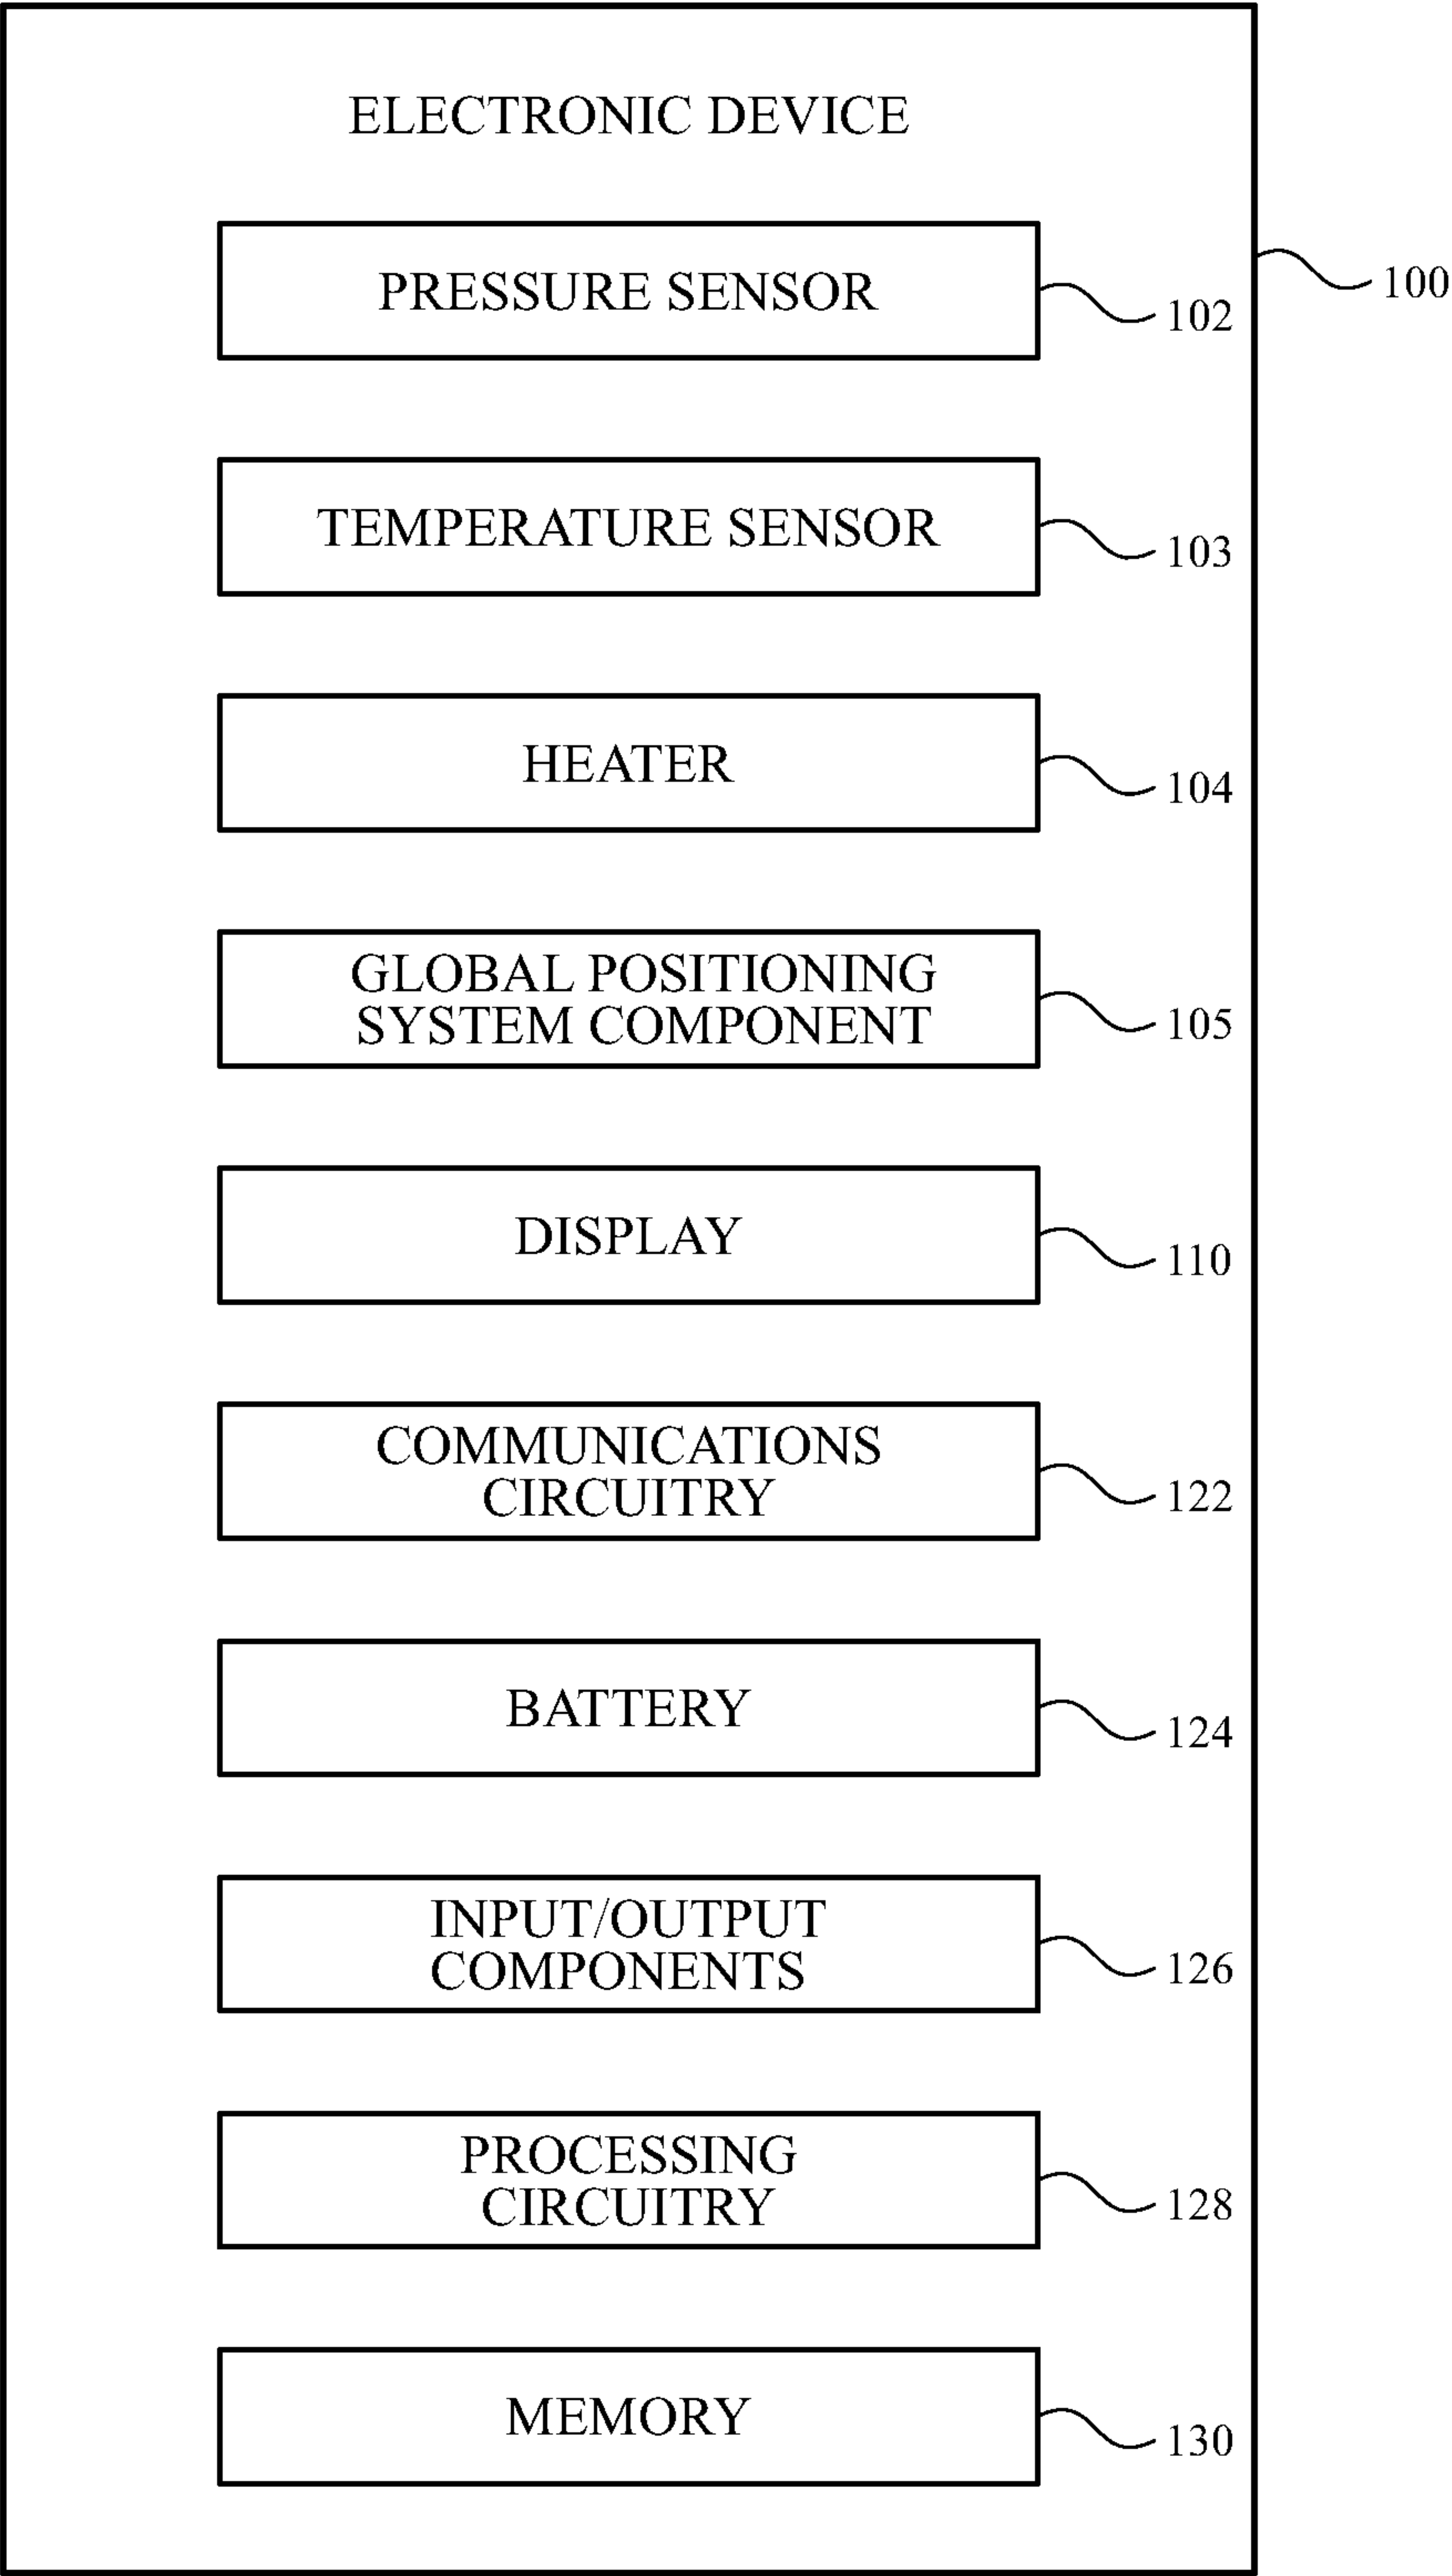 ELECTRONIC DEVICE
PRESSURE SENSOR
100
102
TEMPERATURE SENSOR
103
HEATER
104
GLOBAL POSITIONING
SYSTEM COMPONENT
105
DISPLAY
110
COMMUNICATIONS
CIRCUITRY
122
BATTERY
124
INPUT/OUTPUT
COMPONENTS
126
PROCESSING
CIRCUITRY
128
MEMORY
130